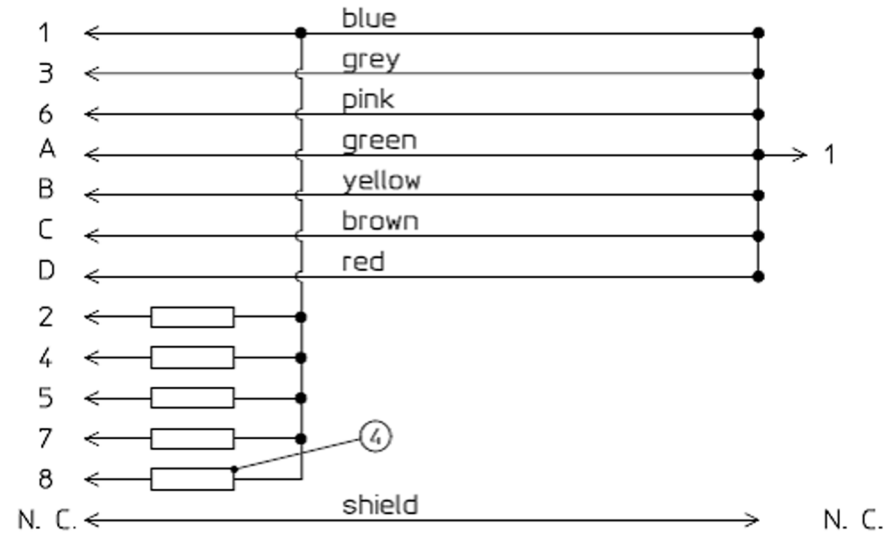 1 blue
3 grey
6 pink
A green 1
B yellow
C brown
D red
2
4
5
7 4
8
N. C. shield N. C.